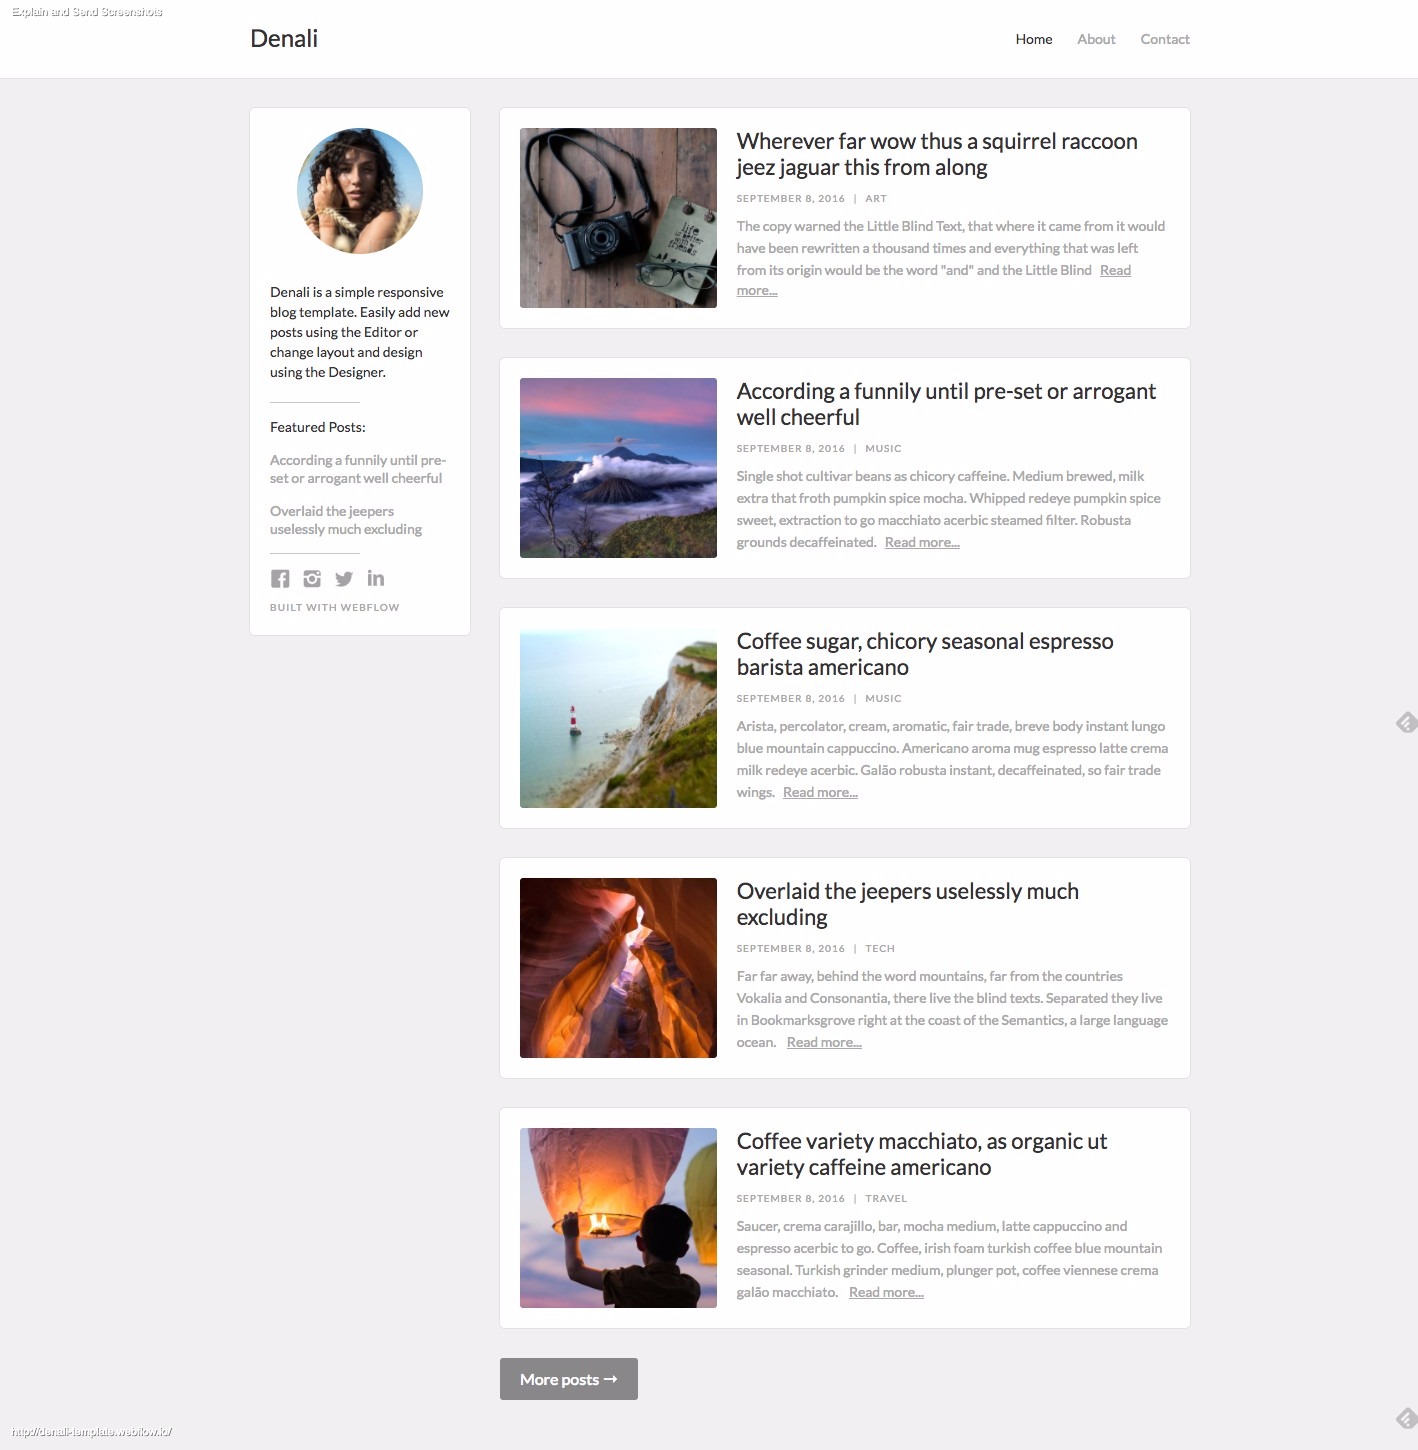 Explain and Send Screenshots
Denali
Home About Contact
Denali is a simple responsive
blog template. Easily add new
posts using the Editor or
change layout and design
using the Designer.
Featured Posts:
According a funnily until pre-
set or arrogant well cheerful
Overlaid the jeepers
uselessly much excluding
BUILT WITH WEBFLOW
Wherever far wow thus a squirrel raccoon
jeez jaguar this from along
SEPTEMBER 8, 2016 | ART
The copy warned the Little Blind Text, that where it came from it would
have been rewritten a thousand times and everything that was left
from its origin would be the word "and" and the Little Blind Read
more...
According a funnily until pre-set or arrogant
well cheerful
SEPTEMBER 8, 2016 | MUSIC
Single shot cultivar beans as chicory caffeine. Medium brewed, milk
extra that froth pumpkin spice mocha. Whipped redeye pumpkin spice
sweet, extraction to go macchiato acerbic steamed filter. Robusta
grounds decaffeinated. Read more...
Coffee sugar, chicory seasonal espresso
barista americano
SEPTEMBER 8, 2016 | MUSIC
Arista, percolator, cream, aromatic, fair trade, breve body instant lungo
blue mountain cappuccino. Americano aroma mug espresso latte crema
milk redeye acerbic. Galão robusta instant, decaffeinated, so fair trade
wings. Read more...
Overlaid the jeepers uselessly much
excluding
SEPTEMBER 8, 2016 | TECH
Far far away, behind the word mountains, far from the countries
Vokalia and Consonantia, there live the blind texts. Separated they live
in Bookmarksgrove right at the coast of the Semantics, a large language
ocean. Read more...
Coffee variety macchiato, as organic ut
variety caffeine americano
SEPTEMBER 8, 2016 | TRAVEL
Saucer, crema carajillo, bar, mocha medium, latte cappuccino and
espresso acerbic to go. Coffee, irish foam turkish coffee blue mountain
seasonal. Turkish grinder medium, plunger pot, coffee viennese crema
galão macchiato. Read more...
More posts →
http://denali-template.webflow.io/